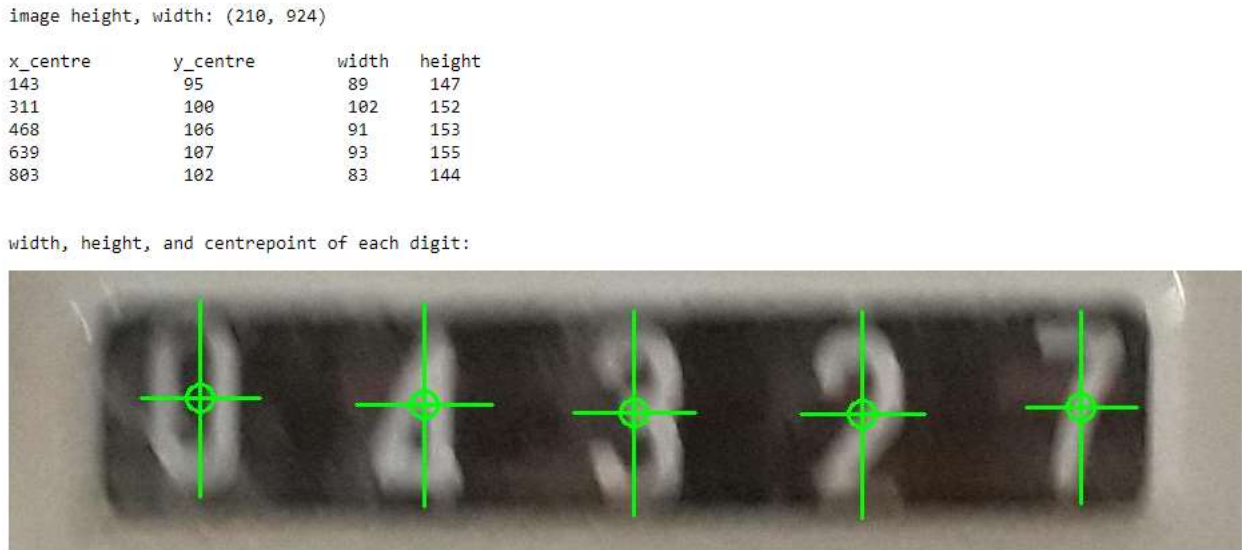 image height, width: (210, 924)
x_centre y_centre width height
143 95 89 147
311 100 102 152
468 106 91 153
639 107 93 155
803 102 83 144
width, height, and centrepoint of each digit:
0 4 3 2 7